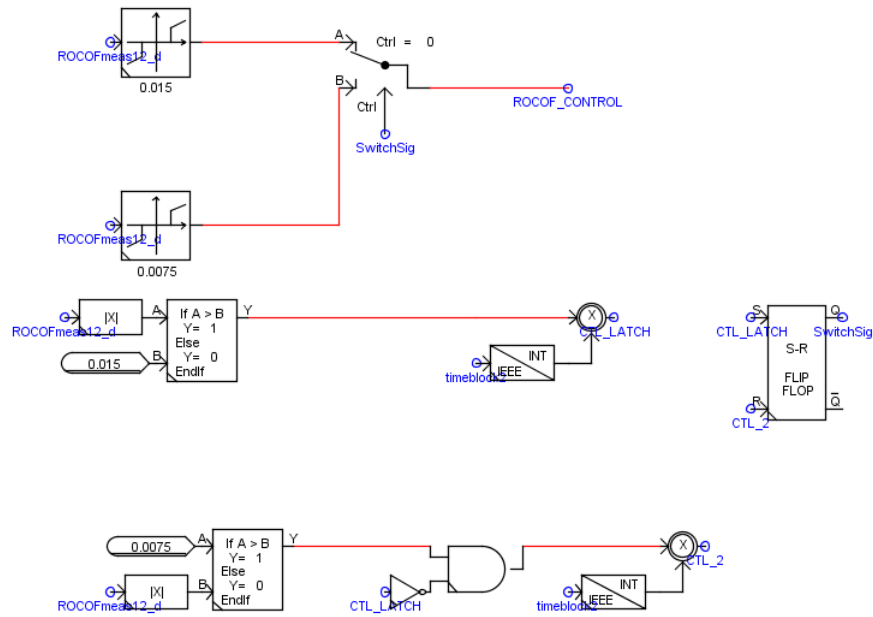 A
Ctrl = 0
ROCOFmeas12_d
0.015
B
Ctrl
ROCOF_CONTROL
SwitchSig
ROCOFmeas12_d
0.0075
|X|
ROCOFmeas12_d
A
If A > B
Y= 1
Else
Y= 0
EndIf
Y
B
0.015
X
CTL_LATCH
INT
IEEE
timeblock2
S
Q
CTL_LATCH
SwitchSig
S-R
FLIP
FLOP
R
Q
CTL_2
0.0075
A
If A > B
Y= 1
Else
Y= 0
EndIf
Y
|X|
B
ROCOFmeas12_d
CTL_LATCH
X
CTL_2
INT
IEEE
timeblock2